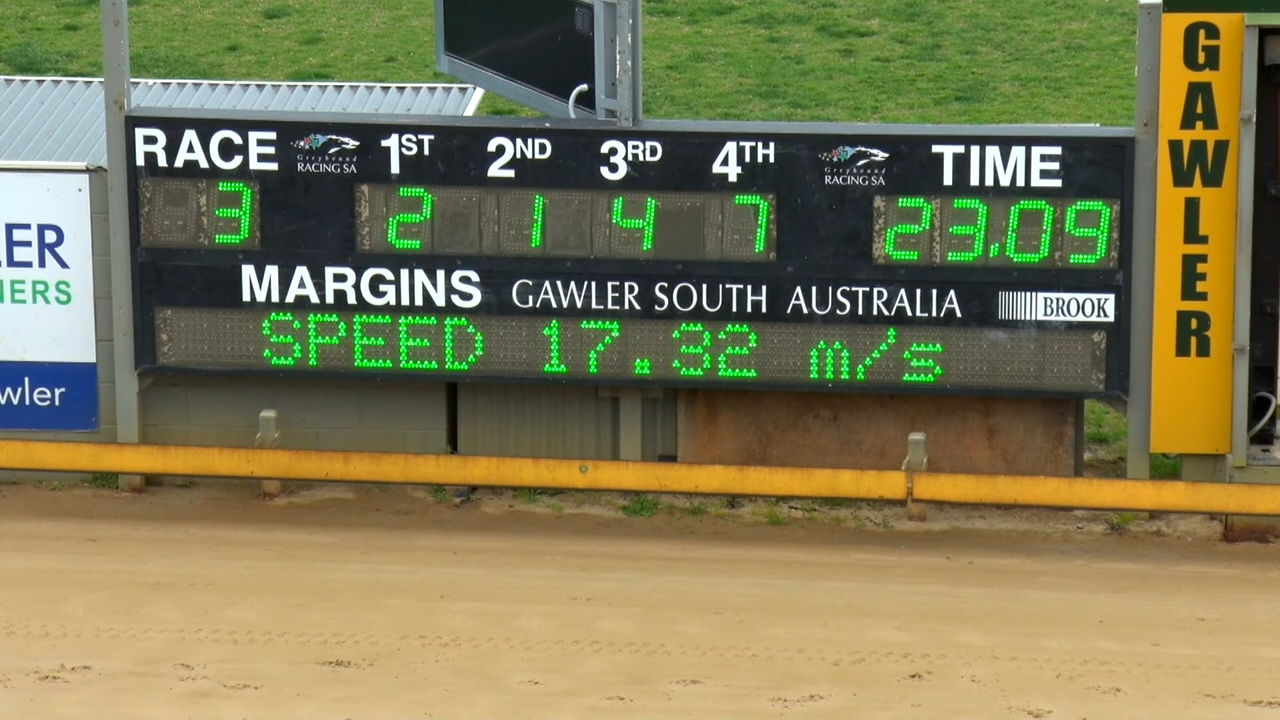 RACE Greyhound RACING SA 1ST 2ND 3RD 4TH Greyhound RACING SA TIME
3 2 1 4 7 23.09
MARGINS GAWLER SOUTH AUSTRALIA BROOK
SPEED 17.32 m/s
GAWLER
ER
NERS
wler